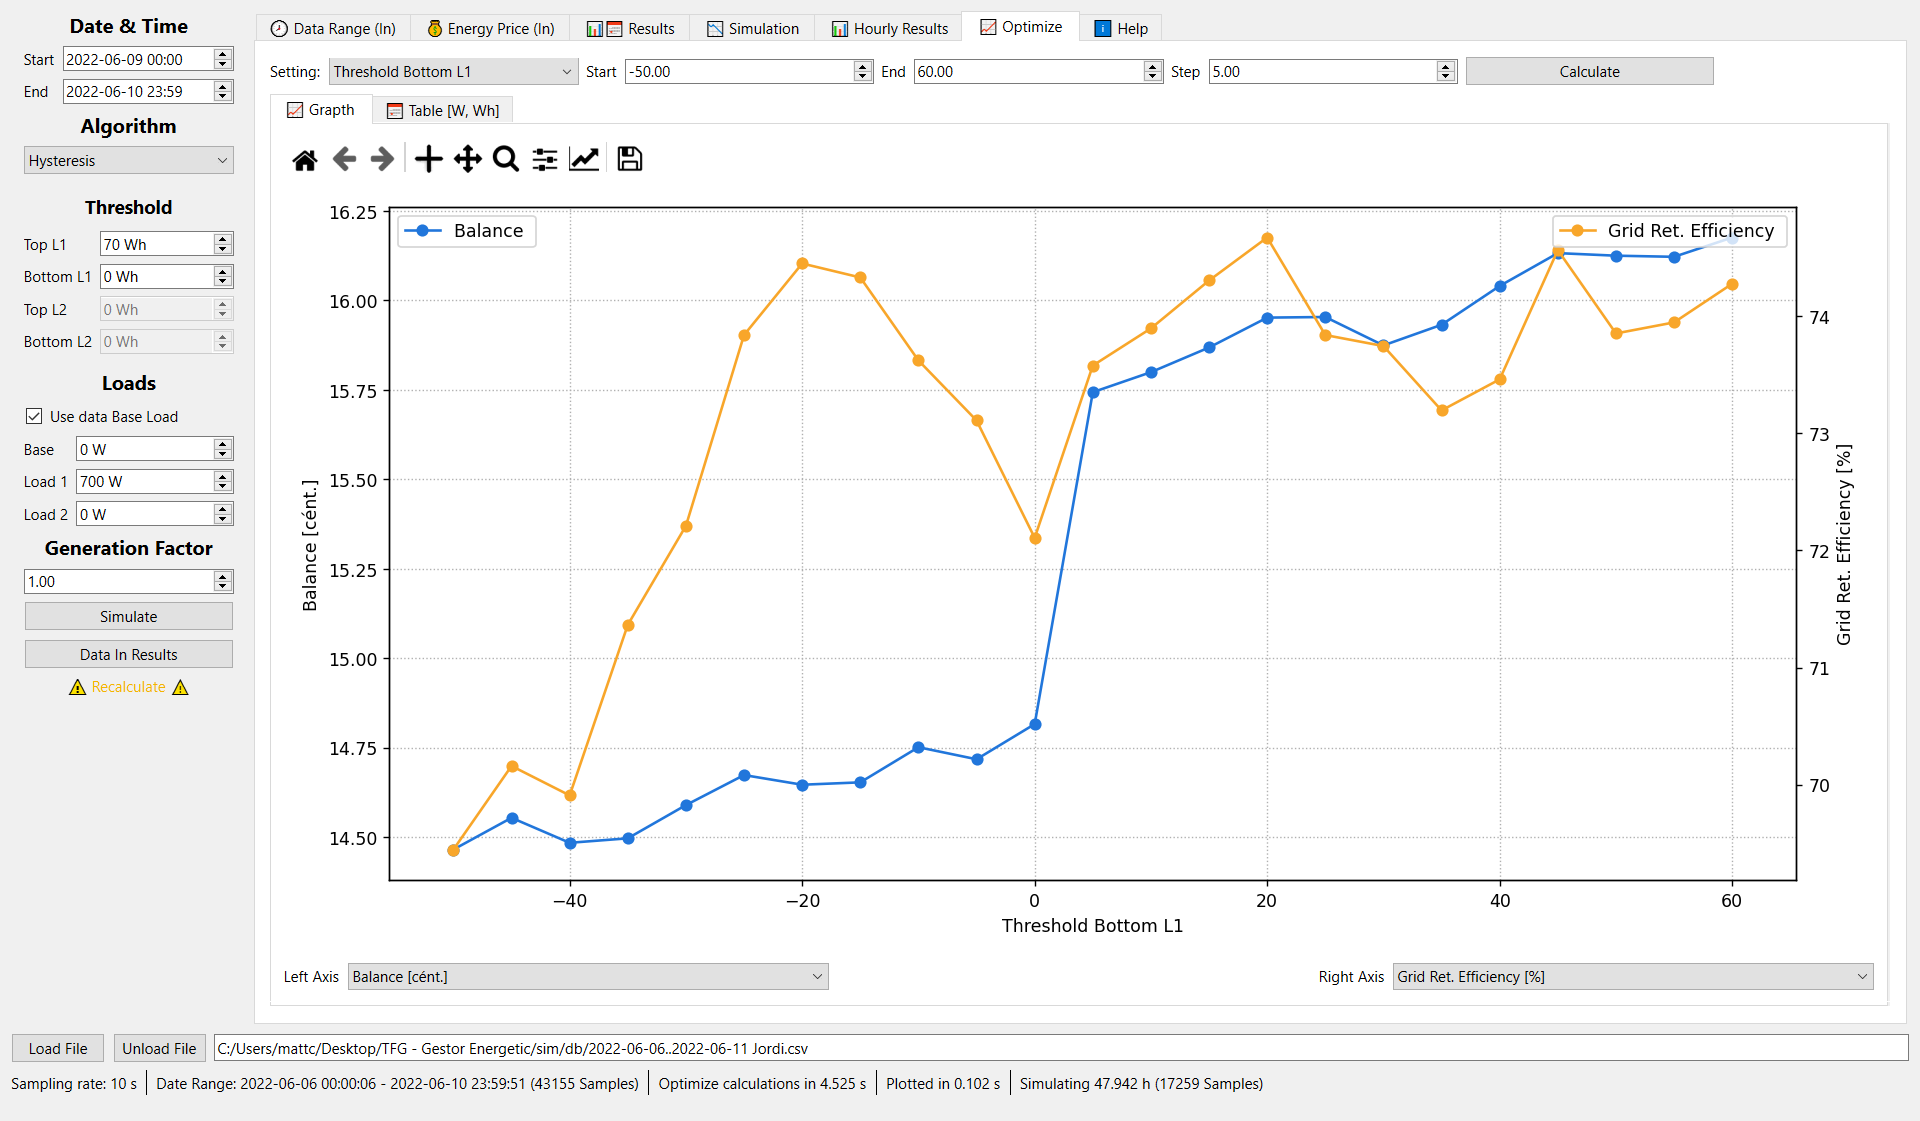 Date & Time
Start 2022-06-09 00:00
End 2022-06-10 23:59
Algorithm
Hysteresis
Threshold
Top L1 70 Wh
Bottom L1 0 Wh
Top L2 0 Wh
Bottom L2 0 Wh
Loads
Use data Base Load
Base 0 W
Load 1 700 W
Load 2 0 W
Generation Factor
1.00
Simulate
Data In Results
Recalculate
Data Range (In) Energy Price (In) Results Simulation Hourly Results Optimize Help
Setting: Threshold Bottom L1 Start -50.00 End 60.00 Step 5.00 Calculate
Grapth Table [W, Wh]
Balance
Grid Ret. Efficiency
16.25
16.00
15.75
15.50
15.25
15.00
14.75
14.50
Balance [cént.]
74
73
72
71
70
Grid Ret. Efficiency [%]
−40 −20 0 20 40 60
Threshold Bottom L1
Left Axis Balance [cént.] Right Axis Grid Ret. Efficiency [%]
Load File Unload File C:/Users/mattc/Desktop/TFG - Gestor Energetic/sim/db/2022-06-06..2022-06-11 Jordi.csv
Sampling rate: 10 s Date Range: 2022-06-06 00:00:06 - 2022-06-10 23:59:51 (43155 Samples) Optimize calculations in 4.525 s Plotted in 0.102 s Simulating 47.942 h (17259 Samples)